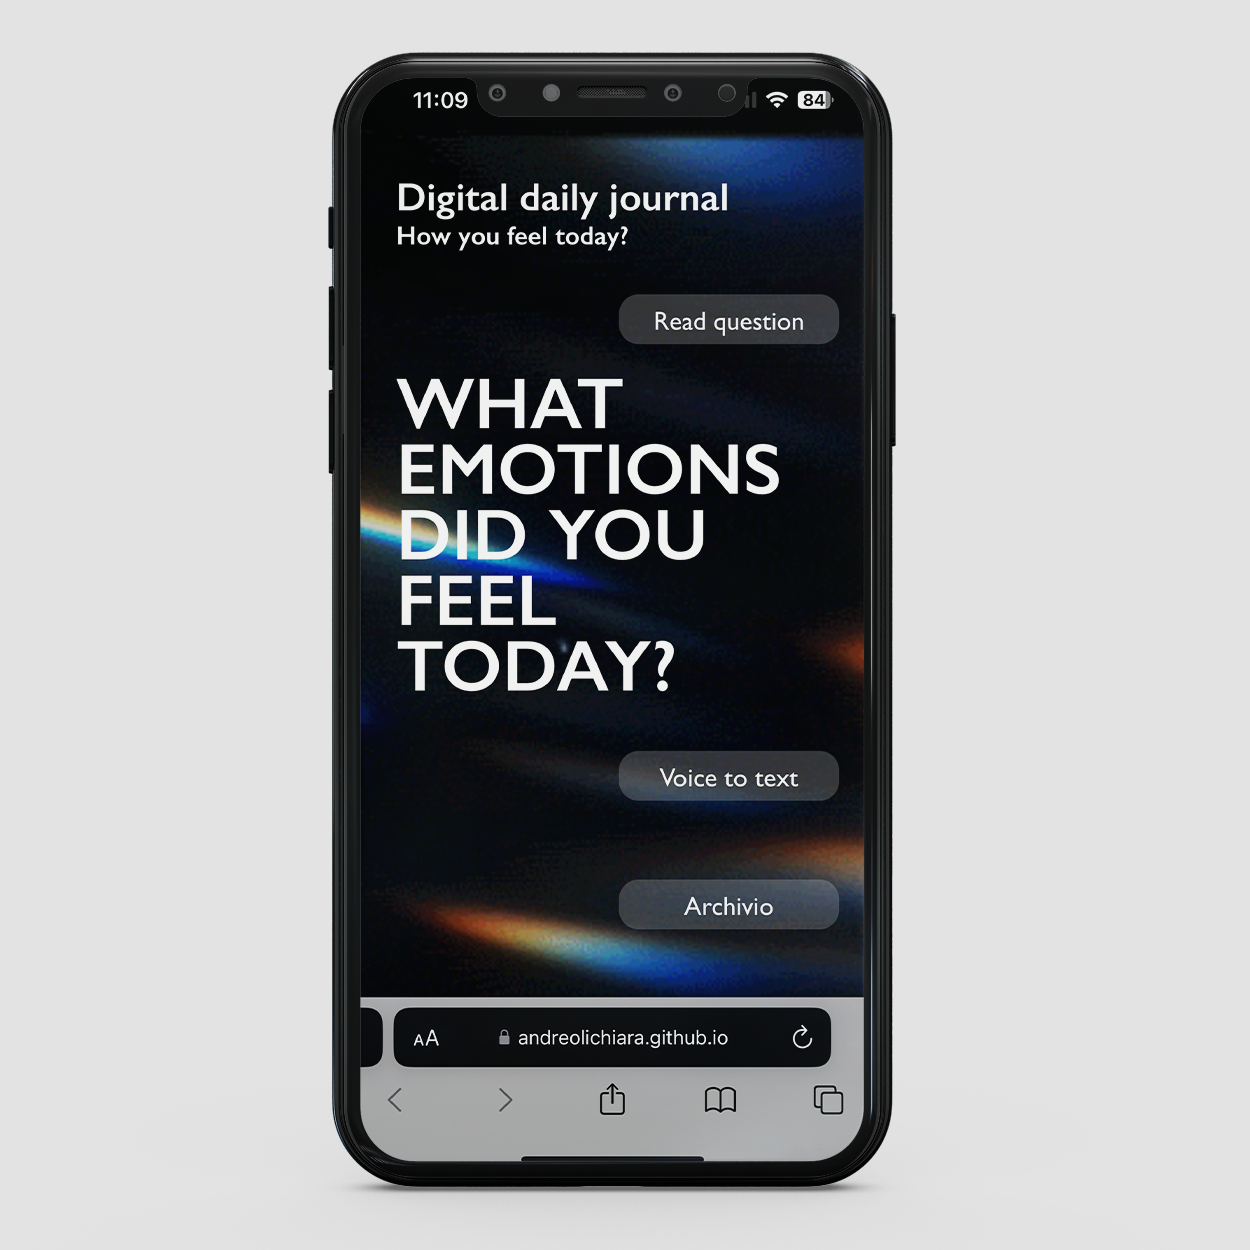 11:09
84
Digital daily journal
How you feel today?
Read question
WHAT
EMOTIONS
DID YOU
FEEL
TODAY?
Voice to text
Archivio
AA
andreolichiara.github.io